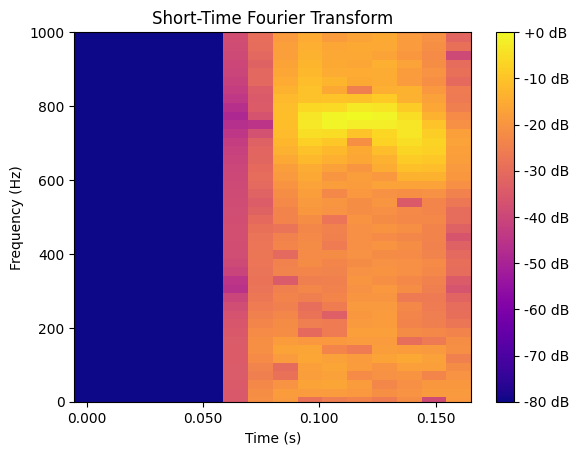 Short-Time Fourier Transform
1000
800
600
400
200
0
Frequency (Hz)
0.000
0.050
0.100
0.150
Time (s)
+0 dB
-10 dB
-20 dB
-30 dB
-40 dB
-50 dB
-60 dB
-70 dB
-80 dB